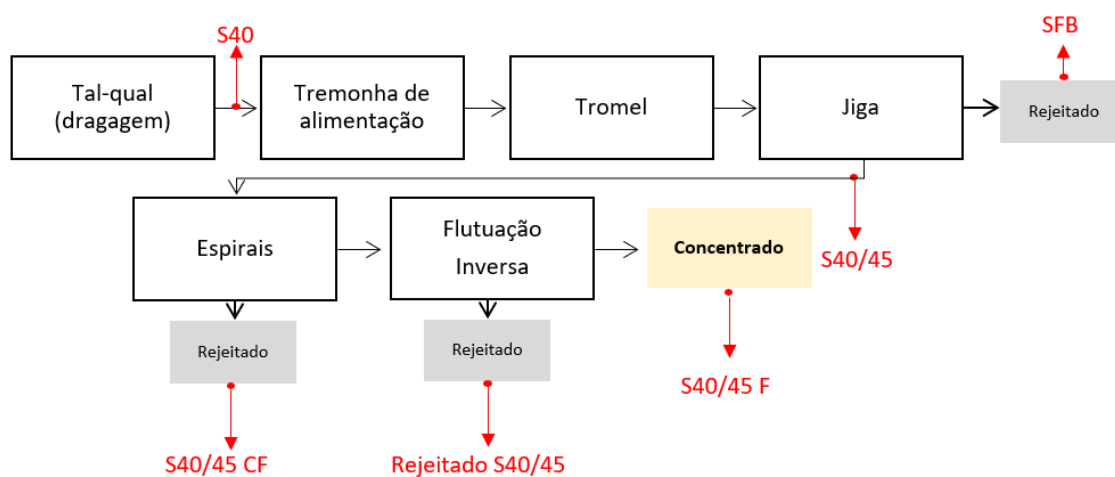 S40
SFB
Tal-qual
(dragagem)
Tremonha de
alimentação
Tromel
Jiga
Rejeitado
Espirais
Flutuação
Inversa
Concentrado
S40/45
Rejeitado
Rejeitado
S40/45 F
S40/45 CF
Rejeitado S40/45